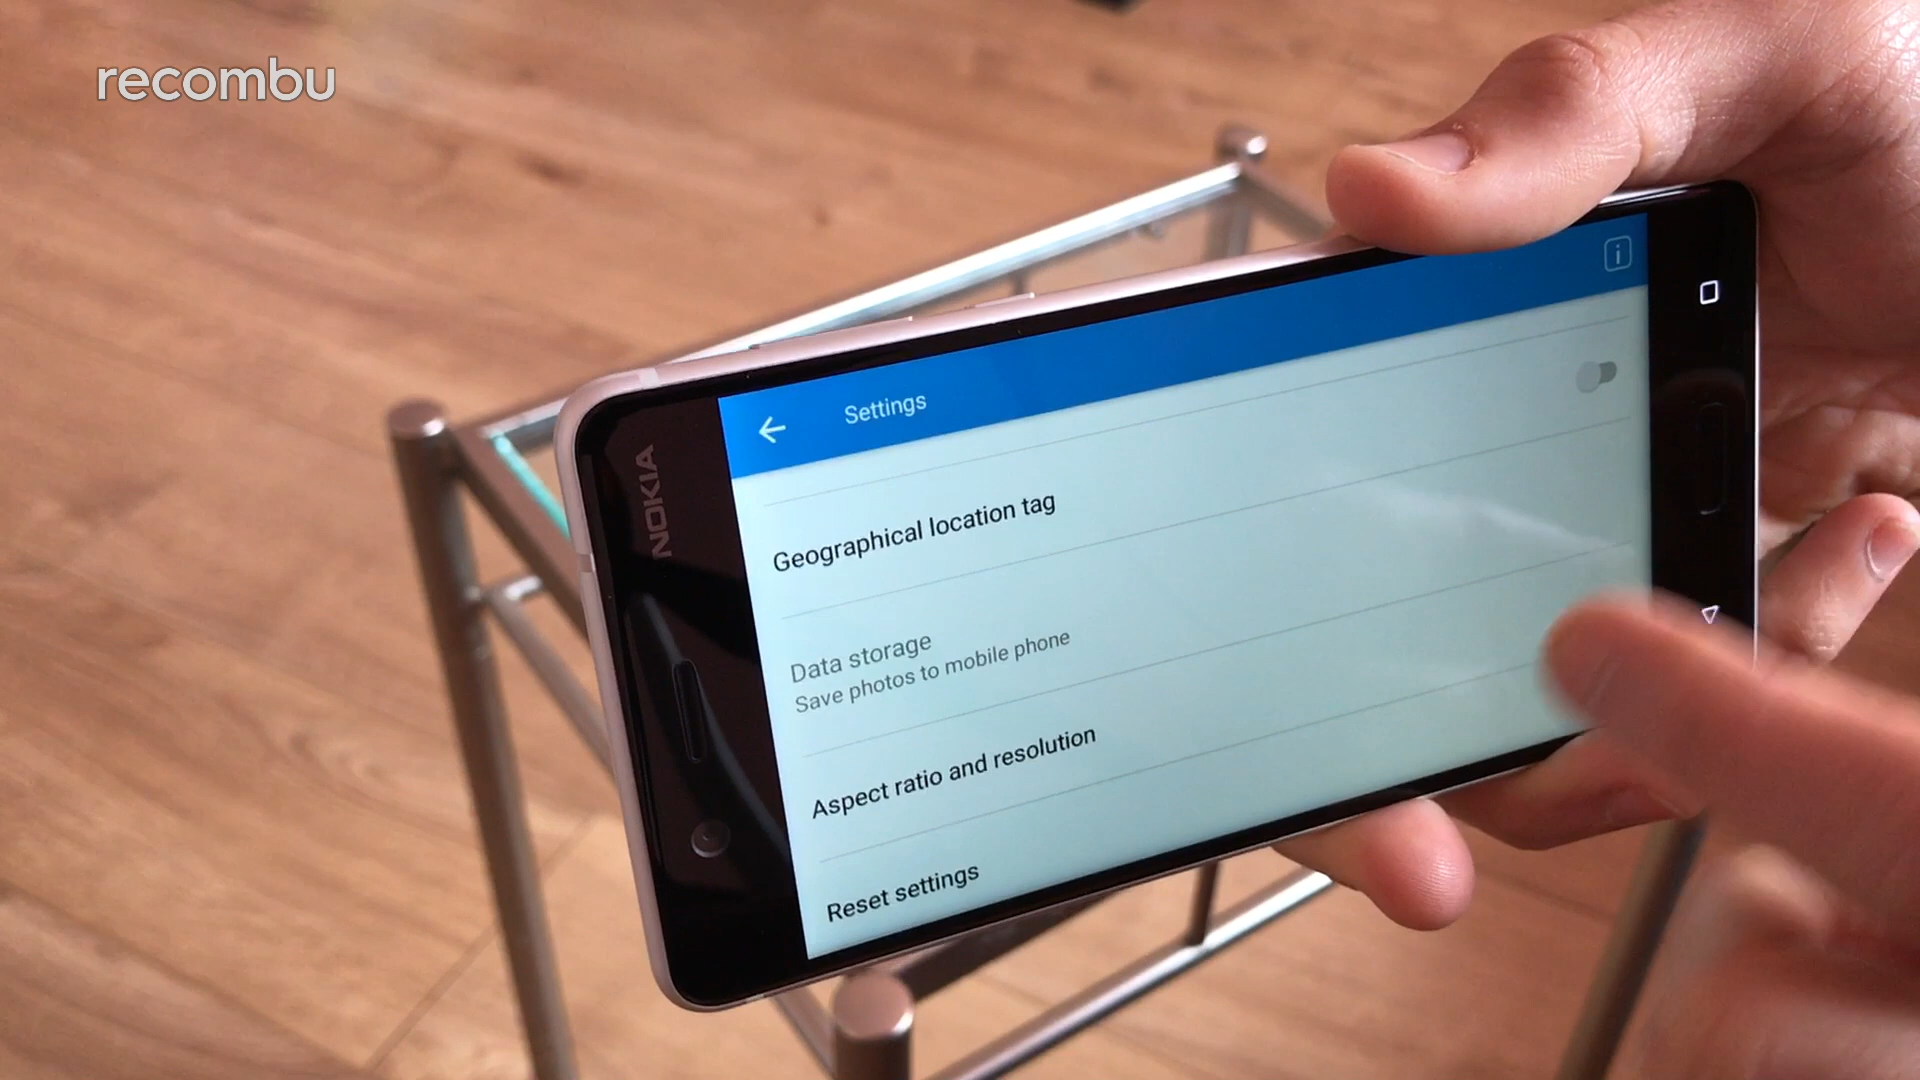 recombu
NOKIA
Settings
Geographical location tag
Data storage
Save photos to mobile phone
Aspect ratio and resolution
Reset settings